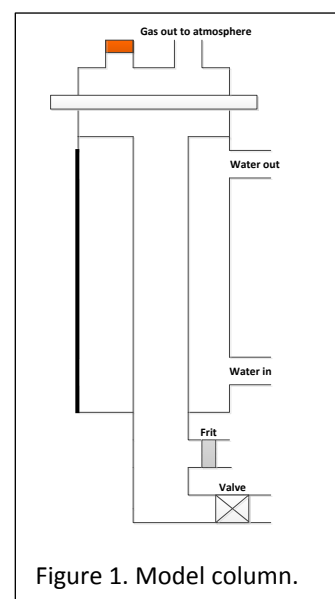 Gas out to atmosphere
Water out
Water in
Frit
Valve
Figure 1. Model column.